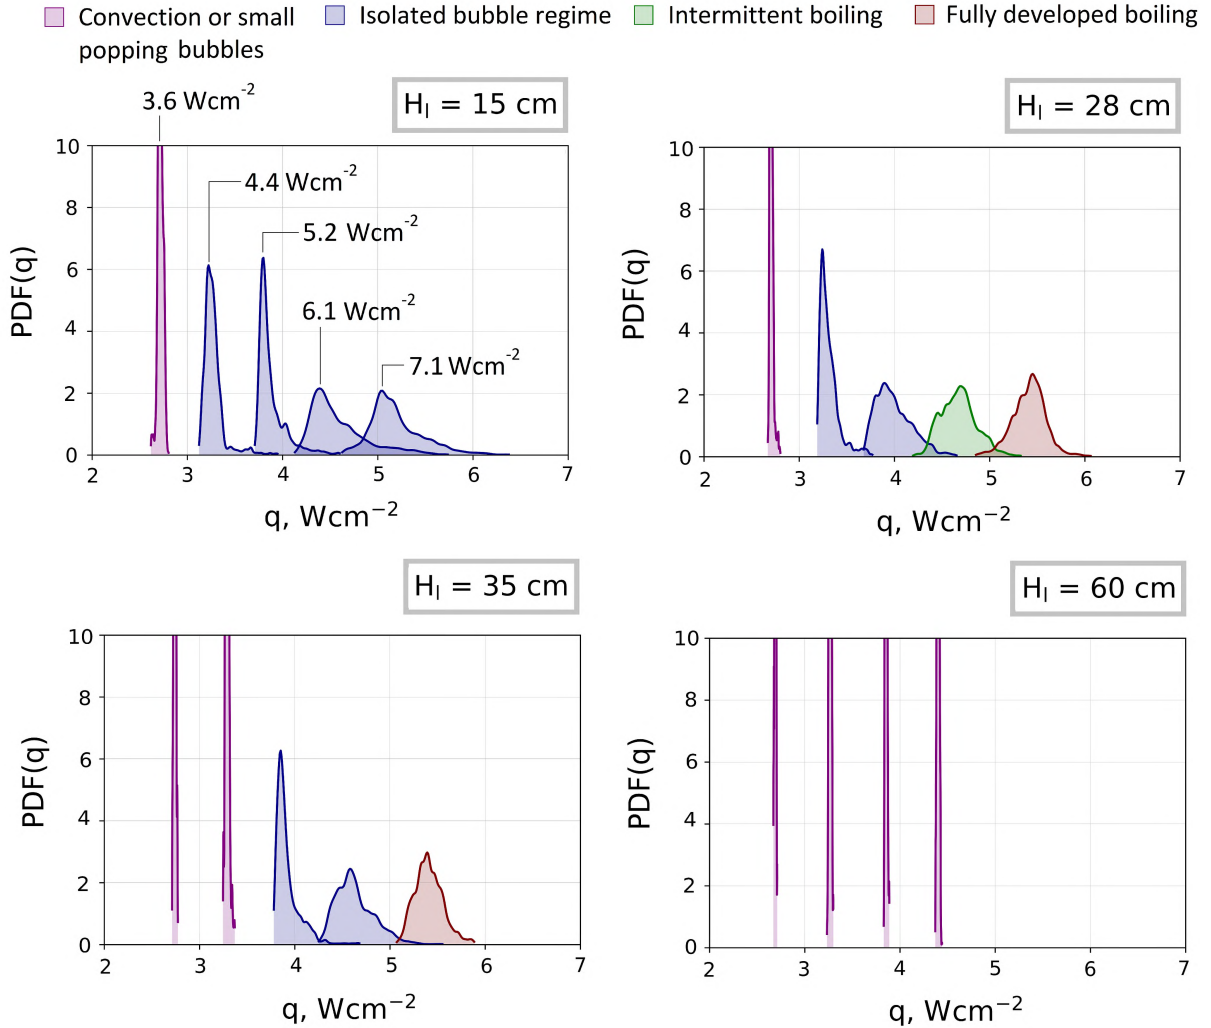 Convection or small
popping bubbles
Isolated bubble regime
Intermittent boiling
Fully developed boiling
3.6 Wcm⁻²
Hₗ = 15 cm
10
8
6
4
2
0
PDF(q)
4.4 Wcm⁻²
5.2 Wcm⁻²
6.1 Wcm⁻²
7.1 Wcm⁻²
2 3 4 5 6 7
q, Wcm⁻²
Hₗ = 28 cm
10
8
6
4
2
0
PDF(q)
2 3 4 5 6 7
q, Wcm⁻²
Hₗ = 35 cm
10
8
6
4
2
0
PDF(q)
2 3 4 5 6 7
q, Wcm⁻²
Hₗ = 60 cm
10
8
6
4
2
0
PDF(q)
2 3 4 5 6 7
q, Wcm⁻²